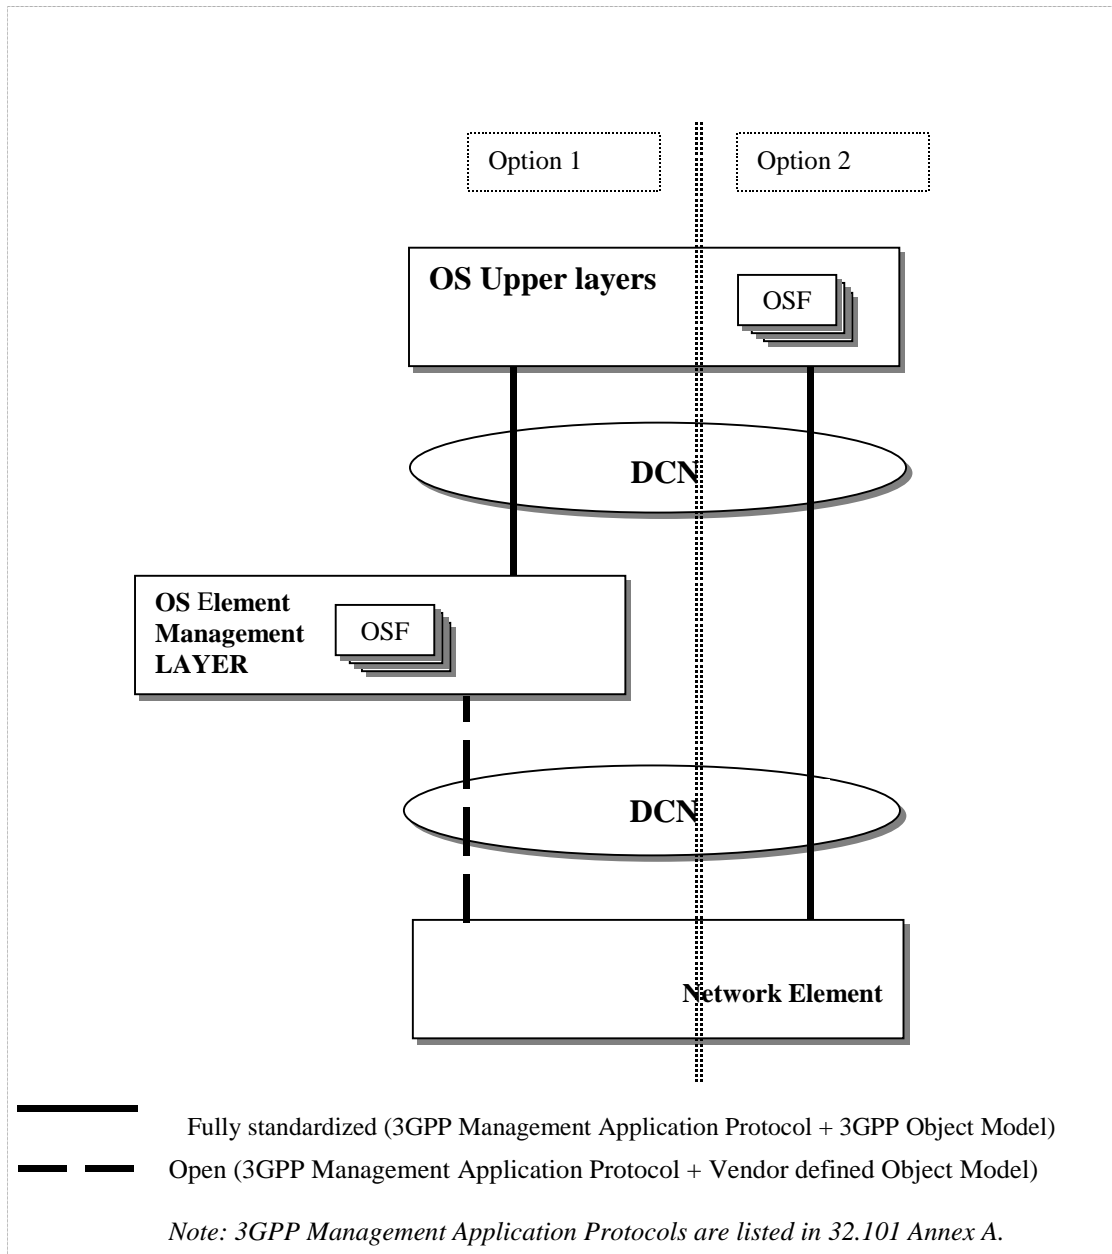 Option 1
Option 2
OS Upper layers
OSF
DCN
OS Element
Management
LAYER
OSF
DCN
Network Element
Fully standardized (3GPP Management Application Protocol + 3GPP Object Model)
Open (3GPP Management Application Protocol + Vendor defined Object Model)
Note: 3GPP Management Application Protocols are listed in 32.101 Annex A.